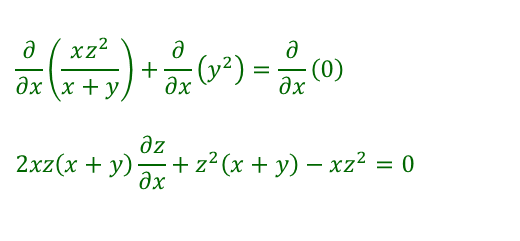 ∂/∂x (xz²/(x + y)) + ∂/∂x (y²) = ∂/∂x (0)
2xz(x + y) ∂z/∂x + z²(x + y) − xz² = 0